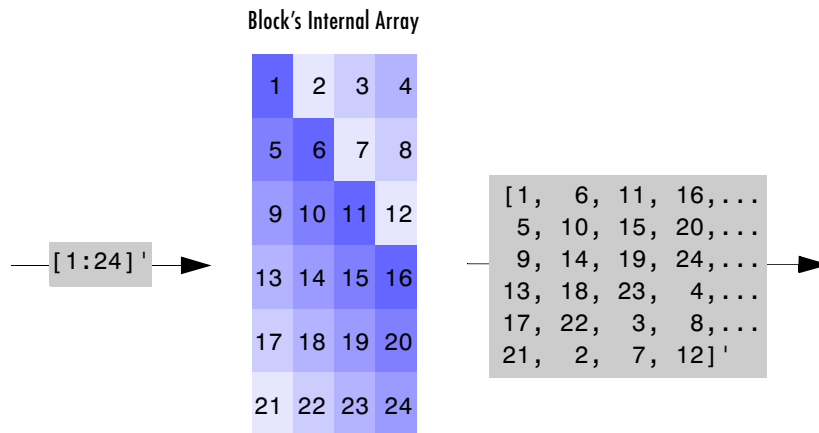 Block's Internal Array
1 2 3 4
5 6 7 8
9 10 11 12
13 14 15 16
17 18 19 20
21 22 23 24
[1:24]'
[1, 6, 11, 16,...
5, 10, 15, 20,...
9, 14, 19, 24,...
13, 18, 23, 4,...
17, 22, 3, 8,...
21, 2, 7, 12]'